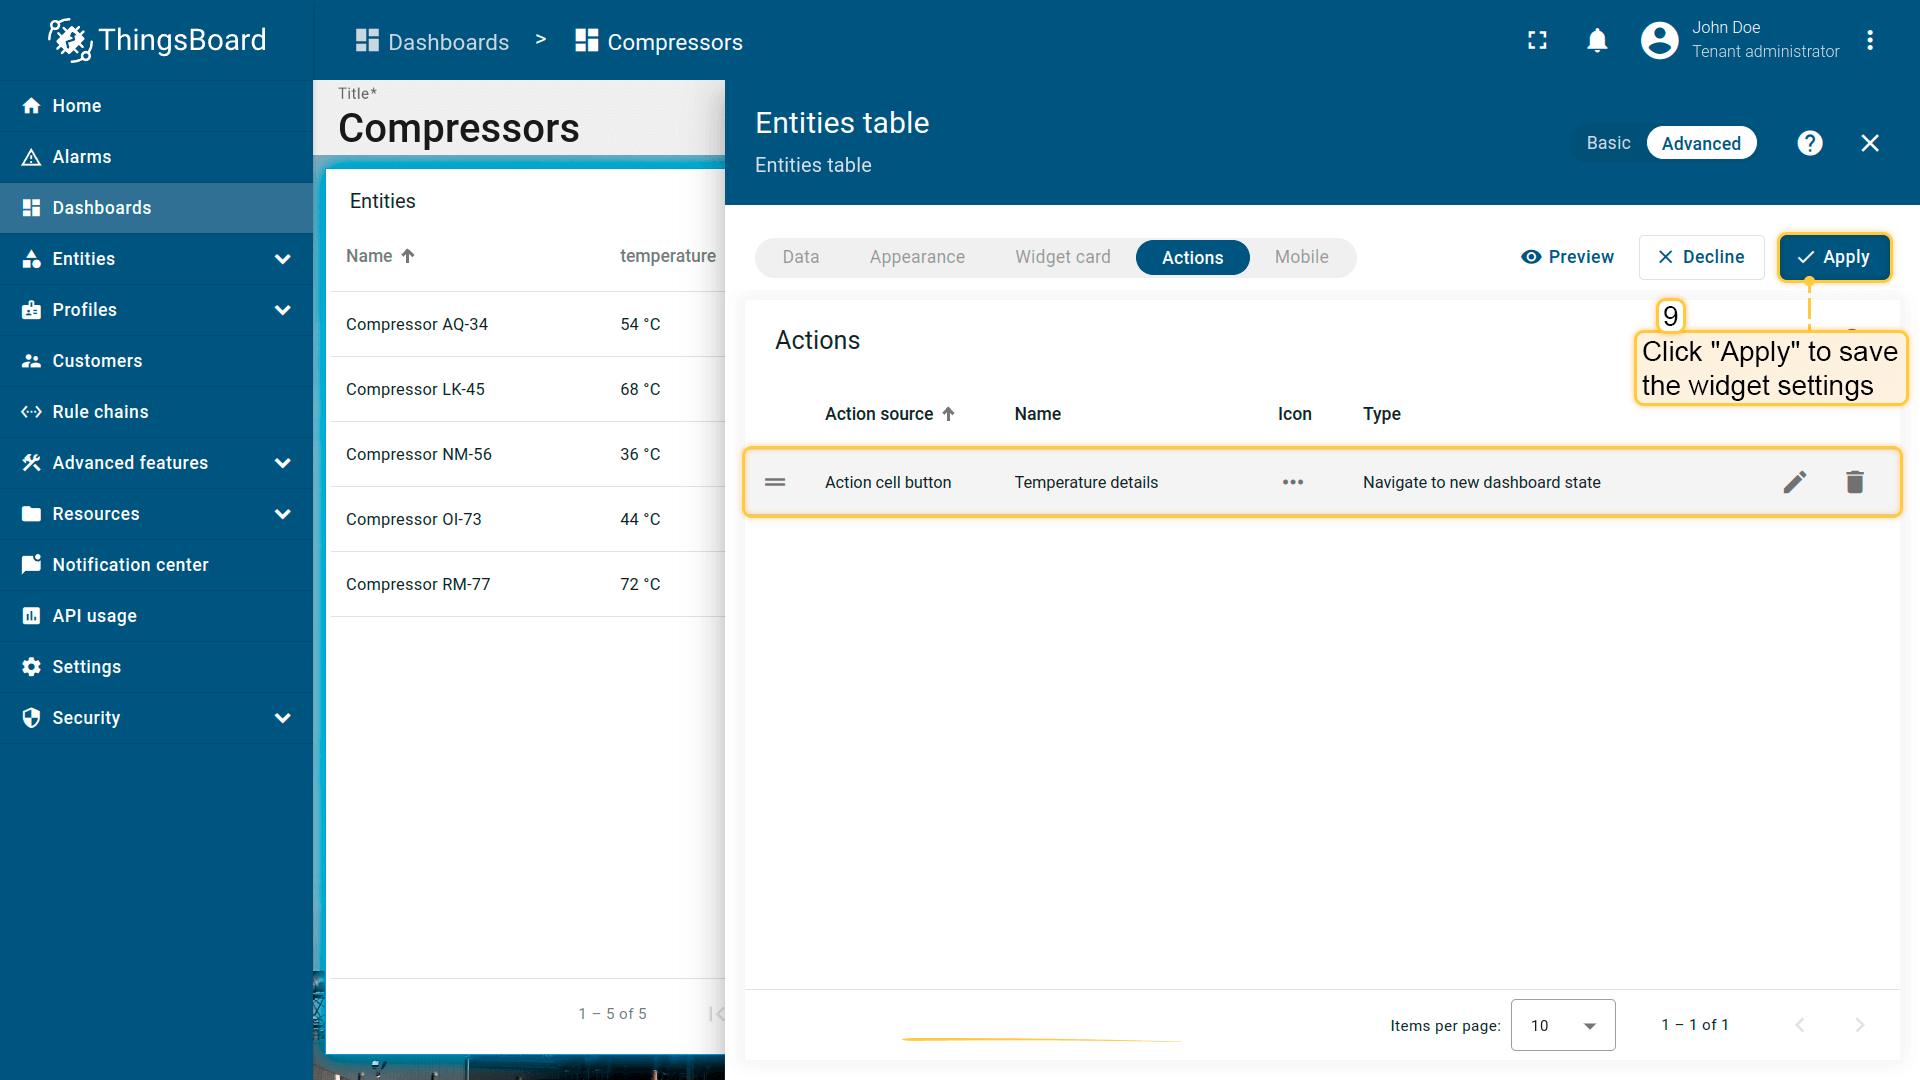 ThingsBoard
Dashboards > Compressors
John Doe
Tenant administrator
Home
Alarms
Dashboards
Entities
Profiles
Customers
Rule chains
Advanced features
Resources
Notification center
API usage
Settings
Security
Title*
Compressors
Entities
Name temperature
Compressor AQ-34 54 °C
Compressor LK-45 68 °C
Compressor NM-56 36 °C
Compressor OI-73 44 °C
Compressor RM-77 72 °C
1 – 5 of 5
Entities table
Entities table
Basic Advanced
?
Data Appearance Widget card Actions Mobile
Preview Decline Apply
9
Click "Apply" to save
the widget settings
Actions
Action source Name Icon Type
Action cell button Temperature details Navigate to new dashboard state
Items per page: 10 1 – 1 of 1